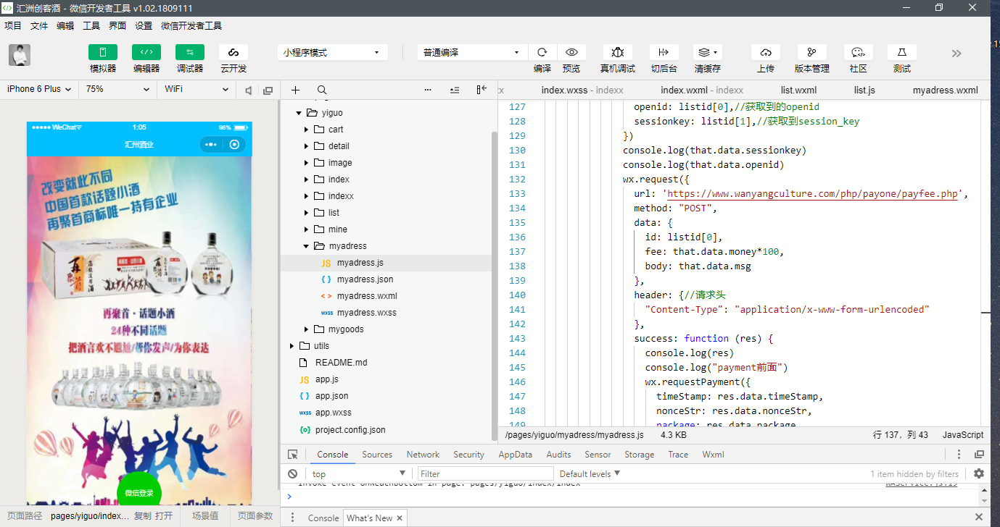 汇洲创客酒 - 微信开发者工具 v1.02.1809111
项目 文件 编辑 工具 界面 设置 微信开发者工具
模拟器 编辑器 调试器 云开发
小程序模式
普通编译
编译 预览 真机调试 切后台 清缓存
上传 版本管理 社区 测试
iPhone 6 Plus 75% WiFi
WeChat 1:05 96%
汇洲酒业
改变就此不同
中国首款话题小酒
再聚首商标唯一持有企业
再聚首·话题小酒
24种不同话题
把酒言欢不尴尬/帮你发声/为你表达
微信登录
页面路径 pages/yiguo/index... 复制 打开 场景值 页面参数
yiguo
cart
detail
image
index
indexx
list
mine
myadress
JS myadress.js
{ } myadress.json
< > myadress.wxml
wxss myadress.wxss
mygoods
utils
README.md
JS app.js
{ } app.json
wxss app.wxss
{o} project.config.json
index.wxss - indexx index.wxml - indexx list.wxml list.js myadress.wxml
127 openid: listid[0],//获取到的openid
128 sessionkey: listid[1],//获取到session_key
129 })
130 console.log(that.data.sessionkey)
131 console.log(that.data.openid)
132 wx.request({
133 url: 'https://www.wanyangculture.com/php/payone/payfee.php',
134 method: "POST",
135 data: {
136 id: listid[0],
137 fee: that.data.money*100,
138 body: that.data.msg
139 },
140 header: {//请求头
141 "Content-Type": "application/x-www-form-urlencoded"
142 },
143 success: function (res) {
144 console.log(res)
145 console.log("payment前面")
146 wx.requestPayment({
147 timeStamp: res.data.timeStamp,
148 nonceStr: res.data.nonceStr,
149 package: res.data.package
/pages/yiguo/myadress/myadress.js 4.3 KB 行 137，列 43 JavaScript
Console Sources Network Security AppData Audits Sensor Storage Trace Wxml
top Filter Default levels 1 item hidden by filters
Invoke event onReachBottom in page: pages/yiguo/index/index WAService.js:19
Console What's New